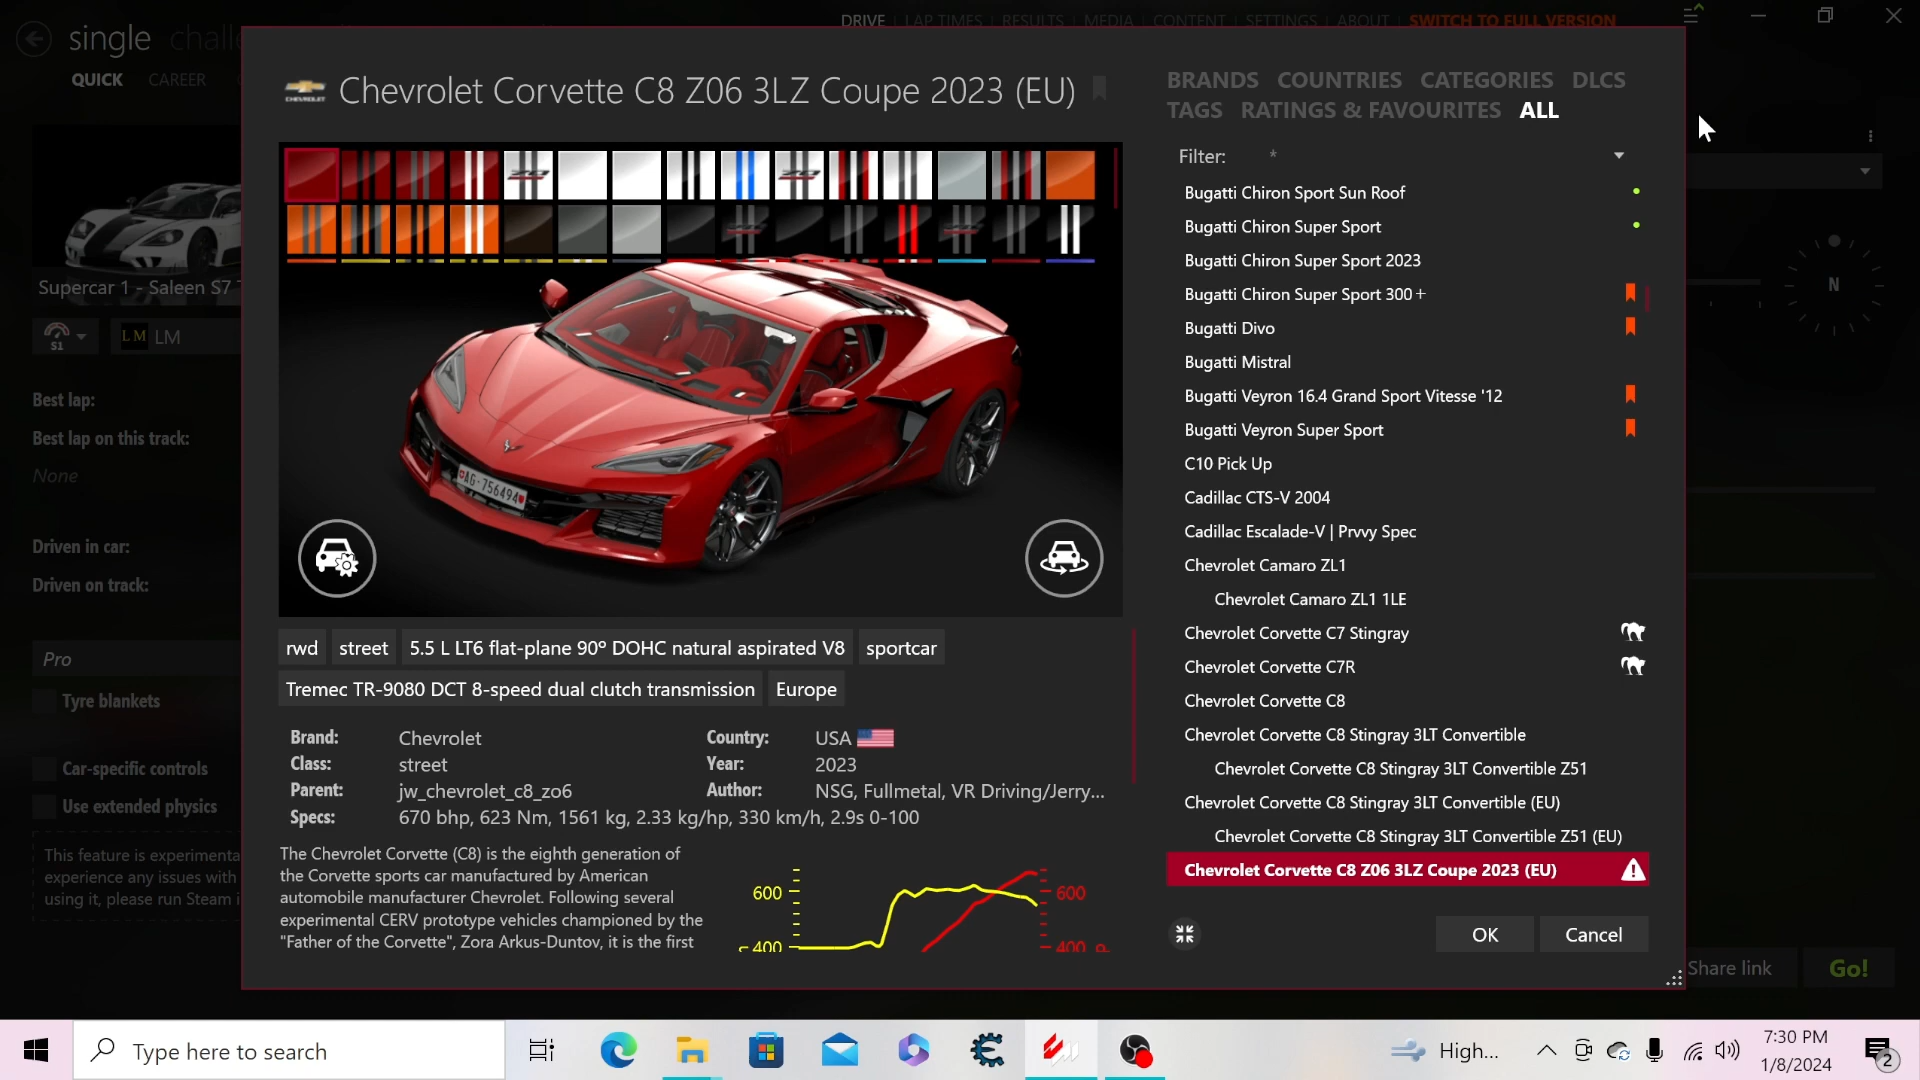 single challe
DRIVE | LAP TIMES | RESULTS | MEDIA | CONTENT | SETTINGS | ABOUT | SWITCH TO FULL VERSION
QUICK CAREER
Chevrolet Corvette C8 Z06 3LZ Coupe 2023 (EU)
CHEVROLET
BRANDS COUNTRIES CATEGORIES DLCS
TAGS RATINGS & FAVOURITES ALL
Filter: *
Bugatti Chiron Sport Sun Roof
Bugatti Chiron Super Sport
Bugatti Chiron Super Sport 2023
Bugatti Chiron Super Sport 300+
Bugatti Divo
Bugatti Mistral
Bugatti Veyron 16.4 Grand Sport Vitesse '12
Bugatti Veyron Super Sport
C10 Pick Up
Cadillac CTS-V 2004
Cadillac Escalade-V | Prvvy Spec
Chevrolet Camaro ZL1
Chevrolet Camaro ZL1 1LE
Chevrolet Corvette C7 Stingray
Chevrolet Corvette C7R
Chevrolet Corvette C8
Chevrolet Corvette C8 Stingray 3LT Convertible
Chevrolet Corvette C8 Stingray 3LT Convertible Z51
Chevrolet Corvette C8 Stingray 3LT Convertible (EU)
Chevrolet Corvette C8 Stingray 3LT Convertible Z51 (EU)
Chevrolet Corvette C8 Z06 3LZ Coupe 2023 (EU)
OK Cancel
N
Supercar 1 - Saleen S7 T
S1
LM LM
Best lap:
Best lap on this track:
None
Driven in car:
Driven on track:
Pro
Tyre blankets
Car-specific controls
Use extended physics
This feature is experimenta
experience any issues with
using it, please run Steam i
AG·756494
rwd street 5.5 L LT6 flat-plane 90º DOHC natural aspirated V8 sportcar
Tremec TR-9080 DCT 8-speed dual clutch transmission Europe
Brand: Chevrolet Country: USA
Class: street Year: 2023
Parent: jw_chevrolet_c8_zo6 Author: NSG, Fullmetal, VR Driving/Jerry...
Specs: 670 bhp, 623 Nm, 1561 kg, 2.33 kg/hp, 330 km/h, 2.9s 0-100
The Chevrolet Corvette (C8) is the eighth generation of
the Corvette sports car manufactured by American
automobile manufacturer Chevrolet. Following several
experimental CERV prototype vehicles championed by the
"Father of the Corvette", Zora Arkus-Duntov, it is the first
600 600
400 400
Share link Go!
Type here to search
High...
7:30 PM
1/8/2024
2